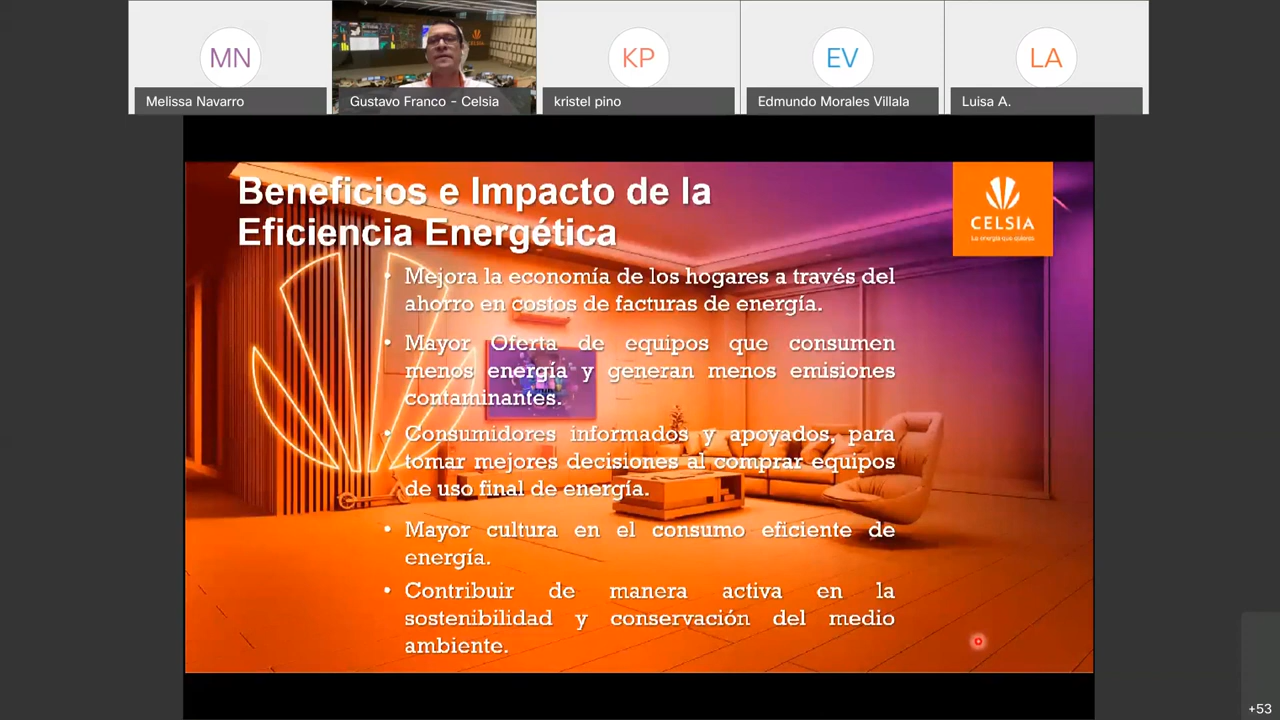 MN
KP
EV
LA
Melissa Navarro
Gustavo Franco - Celsia
kristel pino
Edmundo Morales Villala
Luisa A.
Beneficios e Impacto de la
Eficiencia Energética
CELSIA
La energía que quieres
• Mejora la economía de los hogares a través del
ahorro en costos de facturas de energía.
• Mayor Oferta de equipos que consumen
menos energía y generan menos emisiones
contaminantes.
• Consumidores informados y apoyados, para
tomar mejores decisiones al comprar equipos
de uso final de energía.
• Mayor cultura en el consumo eficiente de
energía.
• Contribuir de manera activa en la
sostenibilidad y conservación del medio
ambiente.
+53